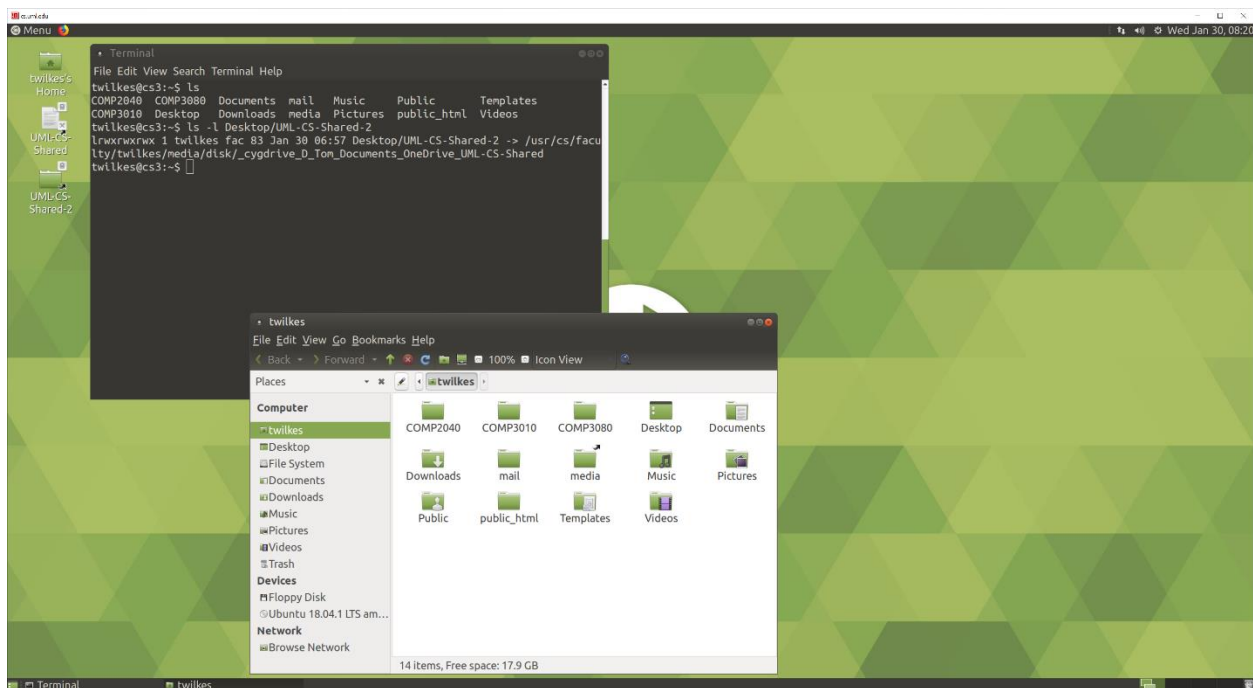 cs.uml.edu
Menu
Wed Jan 30, 08:20
twilkes's
Home
UML-CS-
Shared
UML-CS-
Shared-2
Terminal
File Edit View Search Terminal Help
twilkes@cs3:~$ ls
COMP2040 COMP3080 Documents mail Music Public Templates
COMP3010 Desktop Downloads media Pictures public_html Videos
twilkes@cs3:~$ ls -l Desktop/UML-CS-Shared-2
lrwxrwxrwx 1 twilkes fac 83 Jan 30 06:57 Desktop/UML-CS-Shared-2 -> /usr/cs/facu
lty/twilkes/media/disk/_cygdrive_D_Tom_Documents_OneDrive_UML-CS-Shared
twilkes@cs3:~$
twilkes
File Edit View Go Bookmarks Help
Back Forward 100% Icon View
Places
twilkes
Computer
twilkes
Desktop
File System
Documents
Downloads
Music
Pictures
Videos
Trash
Devices
Floppy Disk
Ubuntu 18.04.1 LTS am...
Network
Browse Network
COMP2040 COMP3010 COMP3080 Desktop Documents
Downloads mail media Music Pictures
Public public_html Templates Videos
14 items, Free space: 17.9 GB
Terminal
twilkes